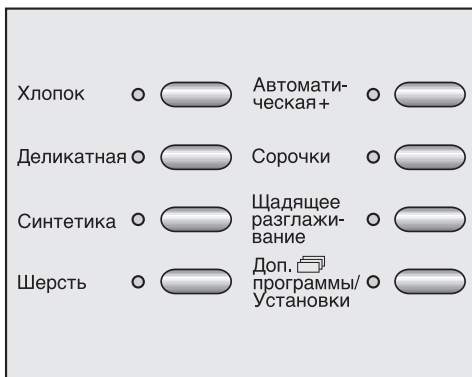 Хлопок
Автомати-
ческая+
Деликатная
Сорочки
Синтетика
Щадящее
разглажи-
вание
Шерсть
Доп.
программы/
Установки